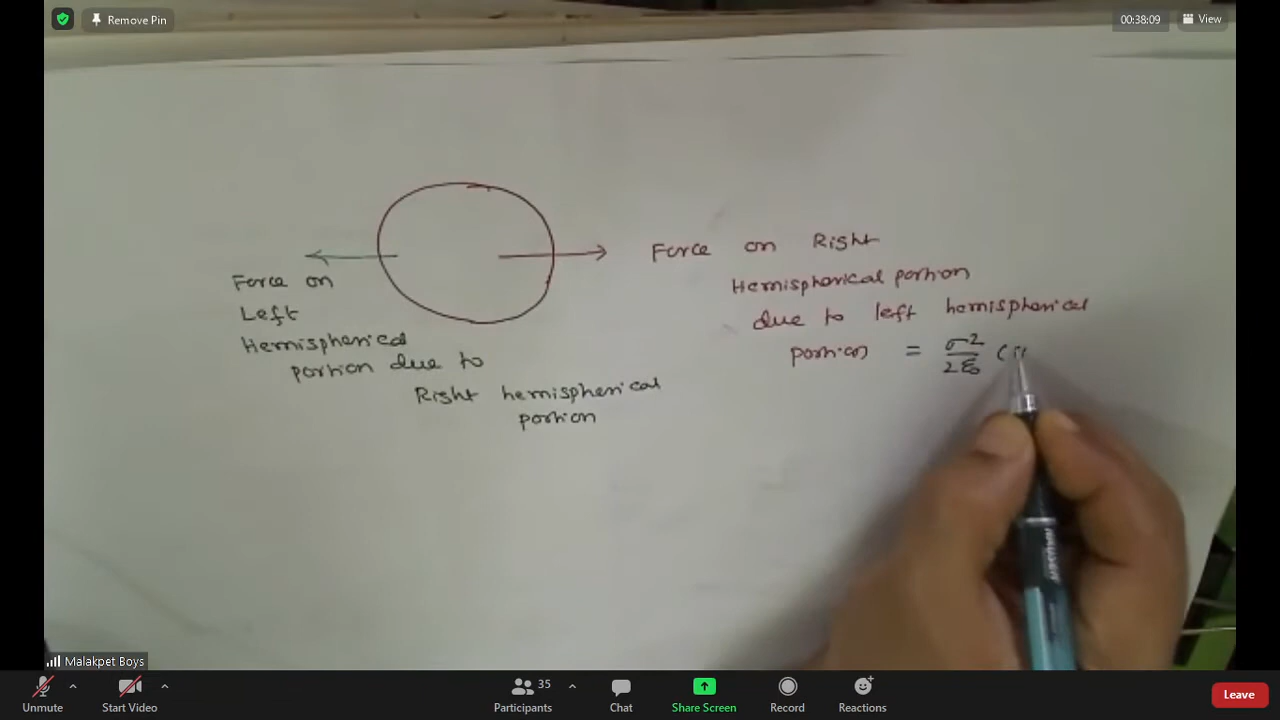 Remove Pin
00:38:09
View
Force on
Left
Hemispherical
portion due to
Right hemispherical
portion
Force on Right
Hemispherical portion
due to left hemispherical
portion = σ²/2ε₀ (
Malakpet Boys
Unmute
Start Video
35
Participants
Chat
Share Screen
Record
Reactions
Leave